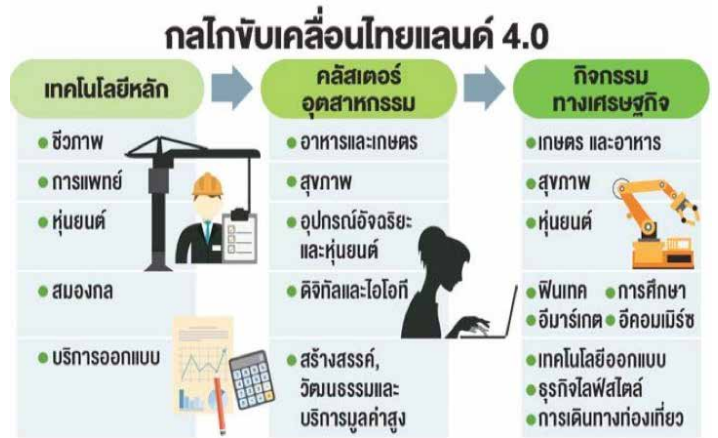 กลไกขับเคลื่อนไทยแลนด์ 4.0
เทคโนโลยีหลัก
คลัสเตอร์
อุตสาหกรรม
กิจกรรม
ทางเศรษฐกิจ
ชีวภาพ
อาหารและเกษตร
เกษตร และอาหาร
การแพทย์
สุขภาพ
สุขภาพ
หุ่นยนต์
อุปกรณ์อัจฉริยะ
และหุ่นยนต์
หุ่นยนต์
สมองกล
ดิจิทัลและไอโอที
ฟินเทค
การศึกษา
อีมาร์เกต
อีคอมเมิร์ซ
บริการออกแบบ
สร้างสรรค์,
วัฒนธรรมและ
บริการมูลค่าสูง
เทคโนโลยีออกแบบ
ธุรกิจไลฟ์สไตล์
การเดินทางท่องเที่ยว